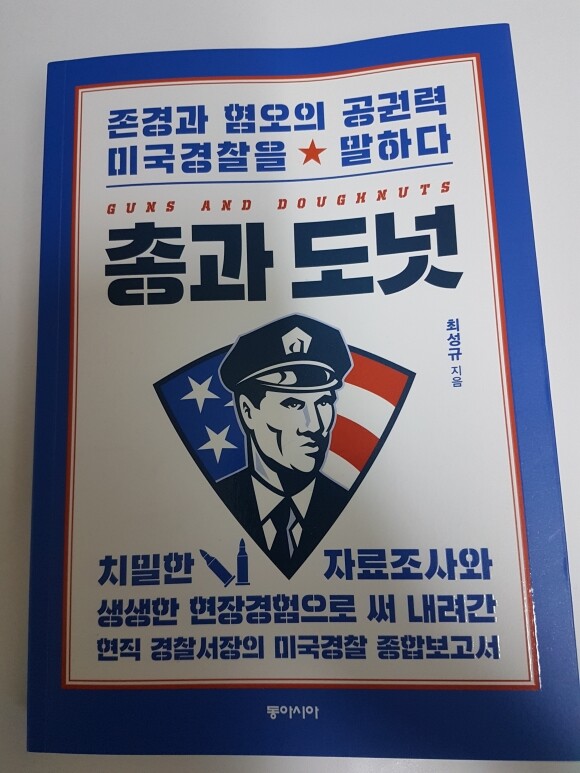 존경과 혐오의 공권력
미국경찰을 ★ 말하다
GUNS AND DOUGHNUTS
총과 도넛
최성규 지음
치밀한 자료조사와
생생한 현장경험으로 써 내려간
현직 경찰서장의 미국경찰 종합보고서
동아시아